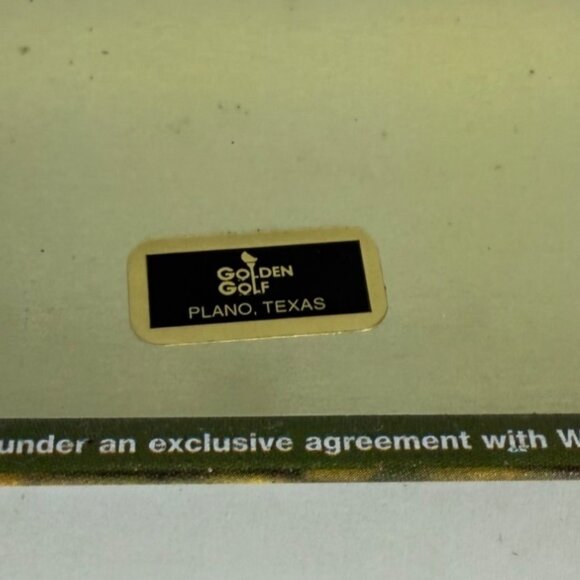 GOLDEN
GOLF
PLANO, TEXAS
under an exclusive agreement with W